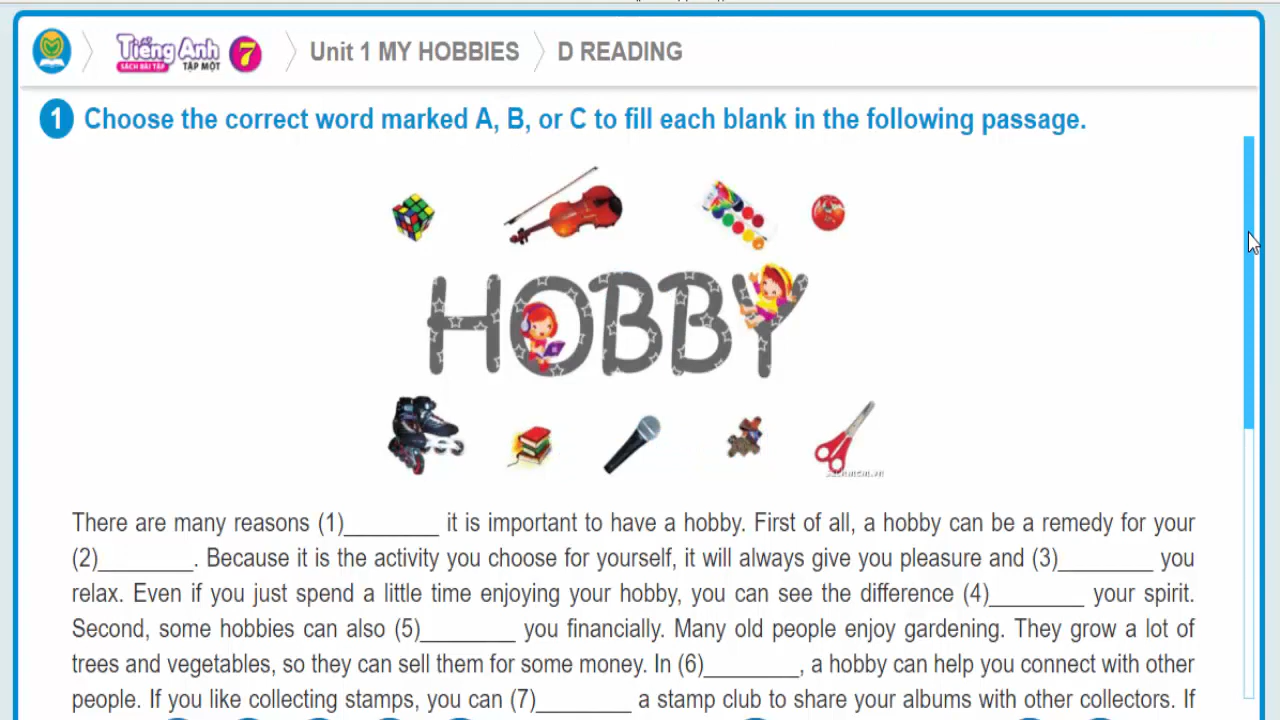 Tiếng Anh 7
SÁCH BÀI TẬP TẬP MỘT
Unit 1 MY HOBBIES
D READING
1 Choose the correct word marked A, B, or C to fill each blank in the following passage.
HOBBY
sachmem.vn
There are many reasons (1)________ it is important to have a hobby. First of all, a hobby can be a remedy for your
(2)________. Because it is the activity you choose for yourself, it will always give you pleasure and (3)________ you
relax. Even if you just spend a little time enjoying your hobby, you can see the difference (4)________ your spirit.
Second, some hobbies can also (5)________ you financially. Many old people enjoy gardening. They grow a lot of
trees and vegetables, so they can sell them for some money. In (6)________, a hobby can help you connect with other
people. If you like collecting stamps, you can (7)________ a stamp club to share your albums with other collectors. If